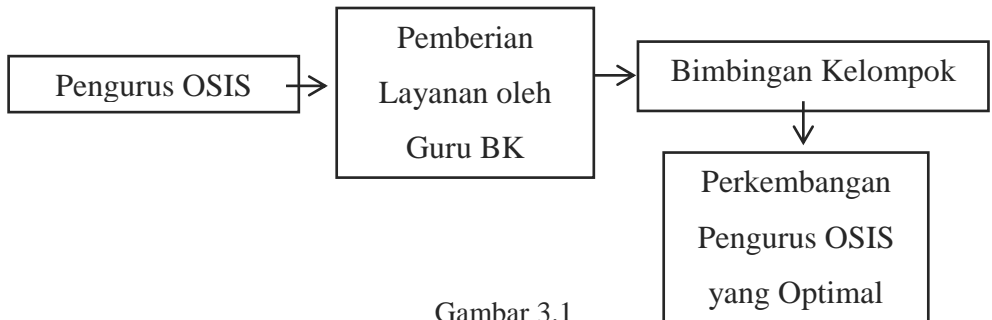 Pengurus OSIS
Pemberian
Layanan oleh
Guru BK
Bimbingan Kelompok
Perkembangan
Pengurus OSIS
yang Optimal
Gambar 3.1